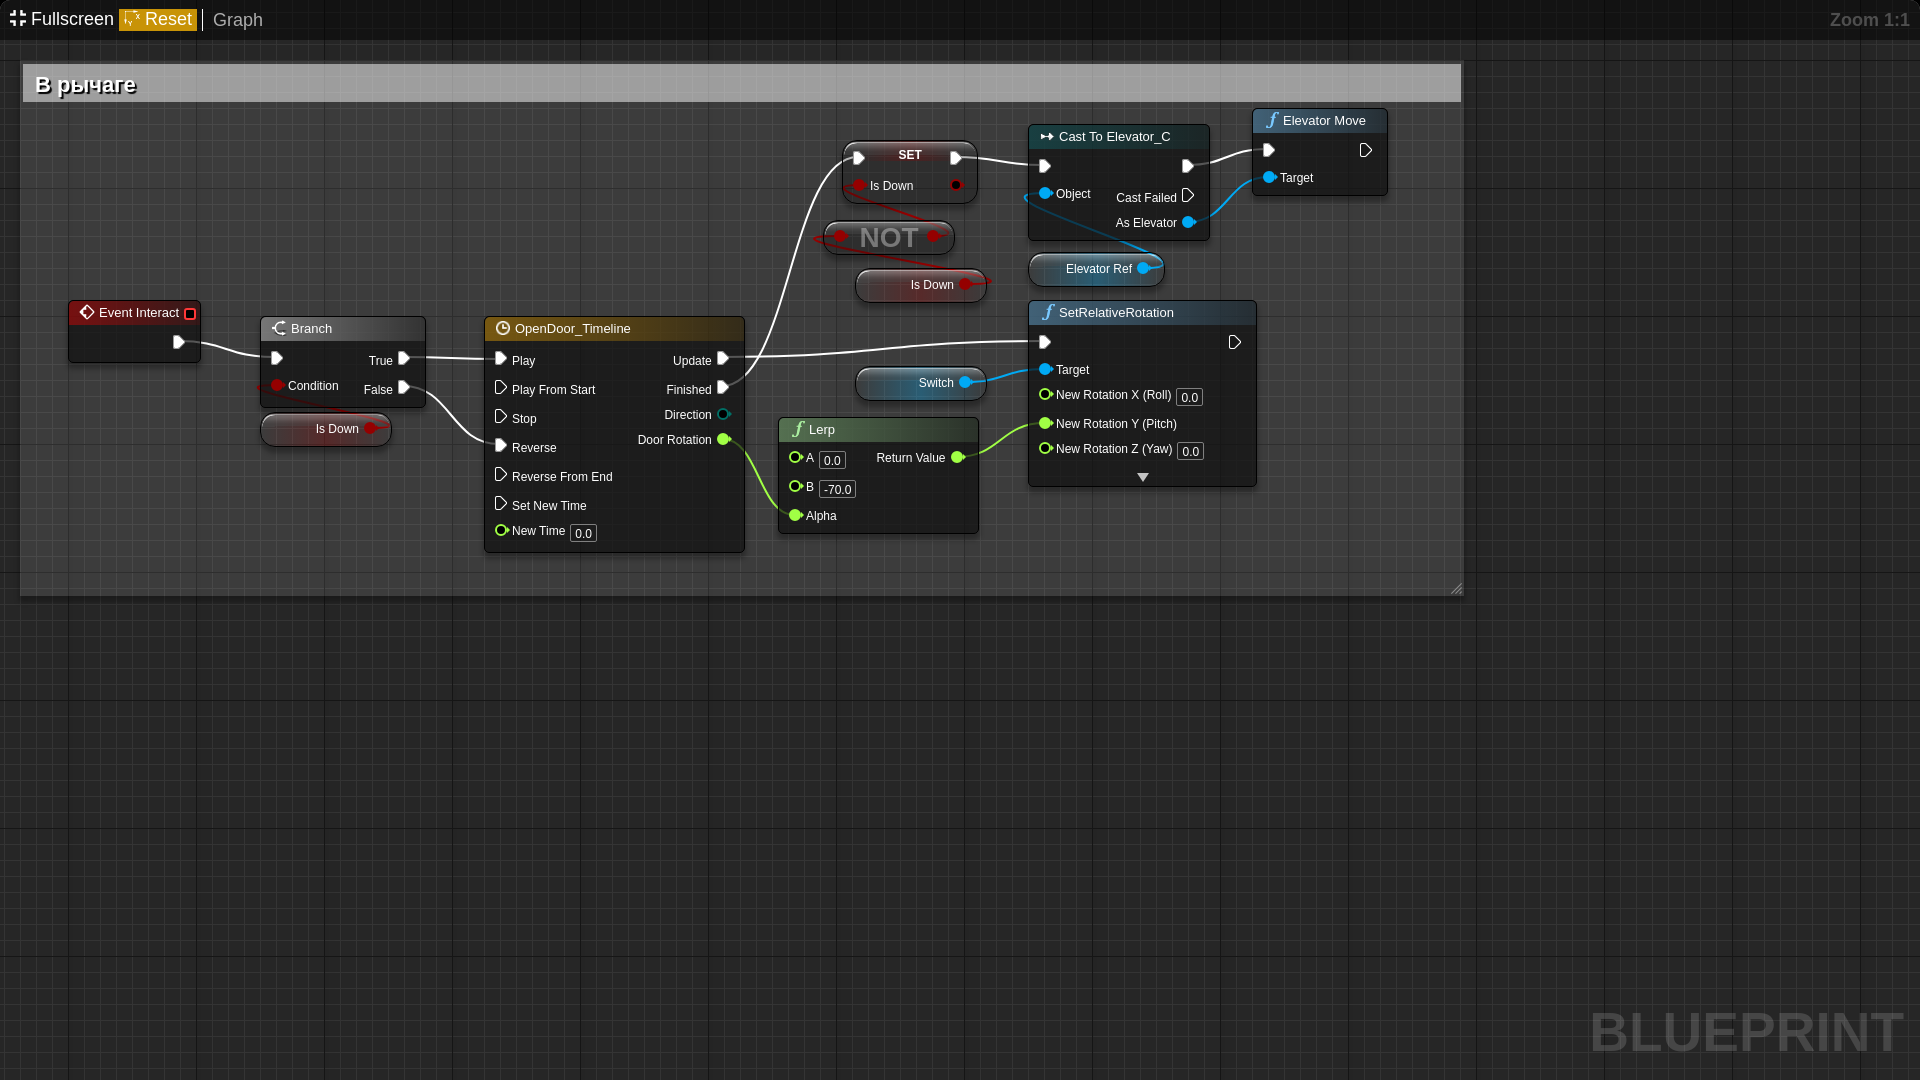 Fullscreen Reset Graph Zoom 1:1
В рычаге
SET
Is Down
NOT
Is Down
Cast To Elevator_C
Object
Cast Failed
As Elevator
Elevator Ref
Elevator Move
Target
Event Interact
Branch
True
Condition
False
Is Down
OpenDoor_Timeline
Play
Update
Play From Start
Finished
Stop
Direction
Door Rotation
Reverse
Reverse From End
Set New Time
New Time 0.0
Switch
Lerp
A 0.0
Return Value
B -70.0
Alpha
SetRelativeRotation
Target
New Rotation X (Roll) 0.0
New Rotation Y (Pitch)
New Rotation Z (Yaw) 0.0
BLUEPRINT